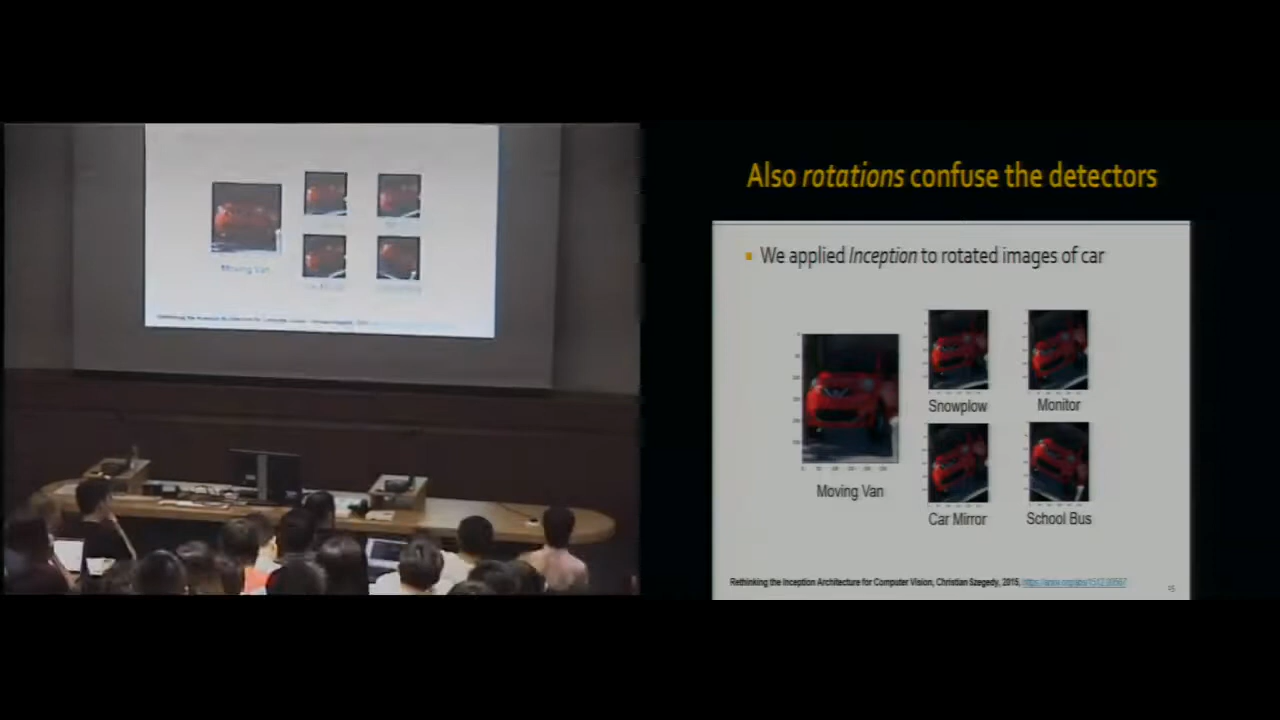 Also rotations confuse the detectors
We applied Inception to rotated images of car
Moving Van
Snowplow
Monitor
Car Mirror
School Bus
Rethinking the Inception Architecture for Computer Vision, Christian Szegedy, 2015,
15
Moving Van